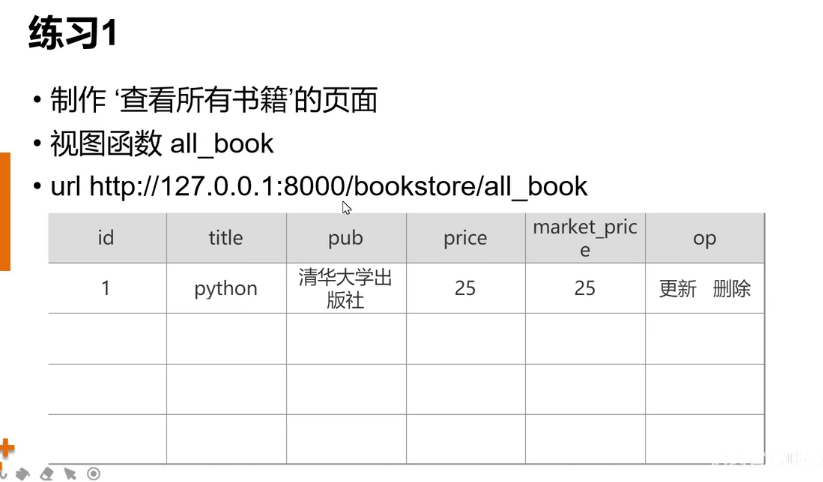 练习1
• 制作 ‘查看所有书籍’的页面
• 视图函数 all_book
• url http://127.0.0.1:8000/bookstore/all_book
id title pub price market_pric
e
op
1 python 清华大学出
版社
25 25 更新 删除